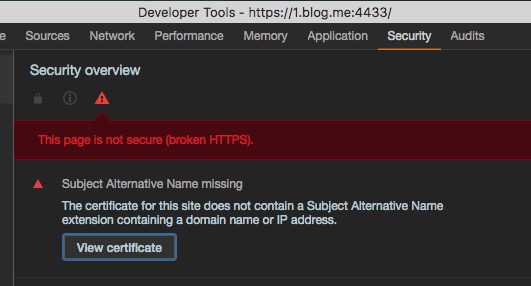 Developer Tools - https://1.blog.me:4433/
e Sources Network Performance Memory Application Security Audits
Security overview
This page is not secure (broken HTTPS).
Subject Alternative Name missing
The certificate for this site does not contain a Subject Alternative Name
extension containing a domain name or IP address.
View certificate